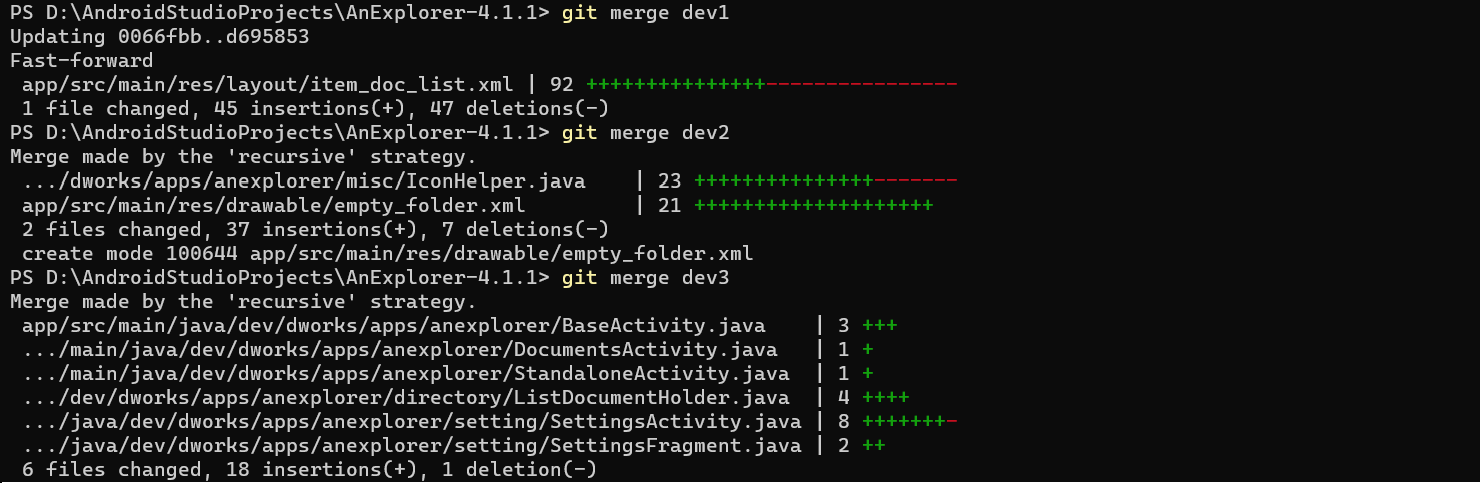 PS D:\AndroidStudioProjects\AnExplorer-4.1.1> git merge dev1
Updating 0066fbb..d695853
Fast-forward
 app/src/main/res/layout/item_doc_list.xml | 92 +++++++++++++++----------------
 1 file changed, 45 insertions(+), 47 deletions(-)
PS D:\AndroidStudioProjects\AnExplorer-4.1.1> git merge dev2
Merge made by the 'recursive' strategy.
 .../dworks/apps/anexplorer/misc/IconHelper.java    | 23 +++++++++++++++-------
 app/src/main/res/drawable/empty_folder.xml         | 21 ++++++++++++++++++++
 2 files changed, 37 insertions(+), 7 deletions(-)
 create mode 100644 app/src/main/res/drawable/empty_folder.xml
PS D:\AndroidStudioProjects\AnExplorer-4.1.1> git merge dev3
Merge made by the 'recursive' strategy.
 app/src/main/java/dev/dworks/apps/anexplorer/BaseActivity.java    | 3 +++
 .../main/java/dev/dworks/apps/anexplorer/DocumentsActivity.java   | 1 +
 .../main/java/dev/dworks/apps/anexplorer/StandaloneActivity.java  | 1 +
 .../dev/dworks/apps/anexplorer/directory/ListDocumentHolder.java  | 4 ++++
 .../java/dev/dworks/apps/anexplorer/setting/SettingsActivity.java | 8 +++++++-
 .../java/dev/dworks/apps/anexplorer/setting/SettingsFragment.java | 2 ++
 6 files changed, 18 insertions(+), 1 deletion(-)